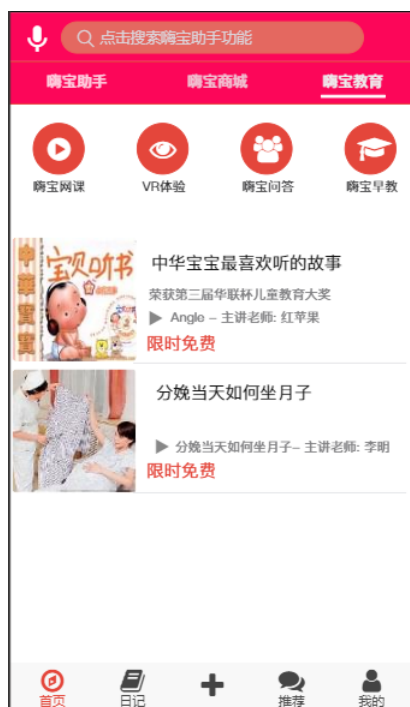 点击搜索嗨宝助手功能
嗨宝助手 嗨宝商城 嗨宝教育
嗨宝网课 VR体验 嗨宝问答 嗨宝早教
宝贝听书
中华宝宝最喜欢听的故事
荣获第三届华联杯儿童教育大奖
Angle – 主讲老师: 红苹果
限时免费
分娩当天如何坐月子
分娩当天如何坐月子– 主讲老师: 李明
限时免费
首页 日记 推荐 我的